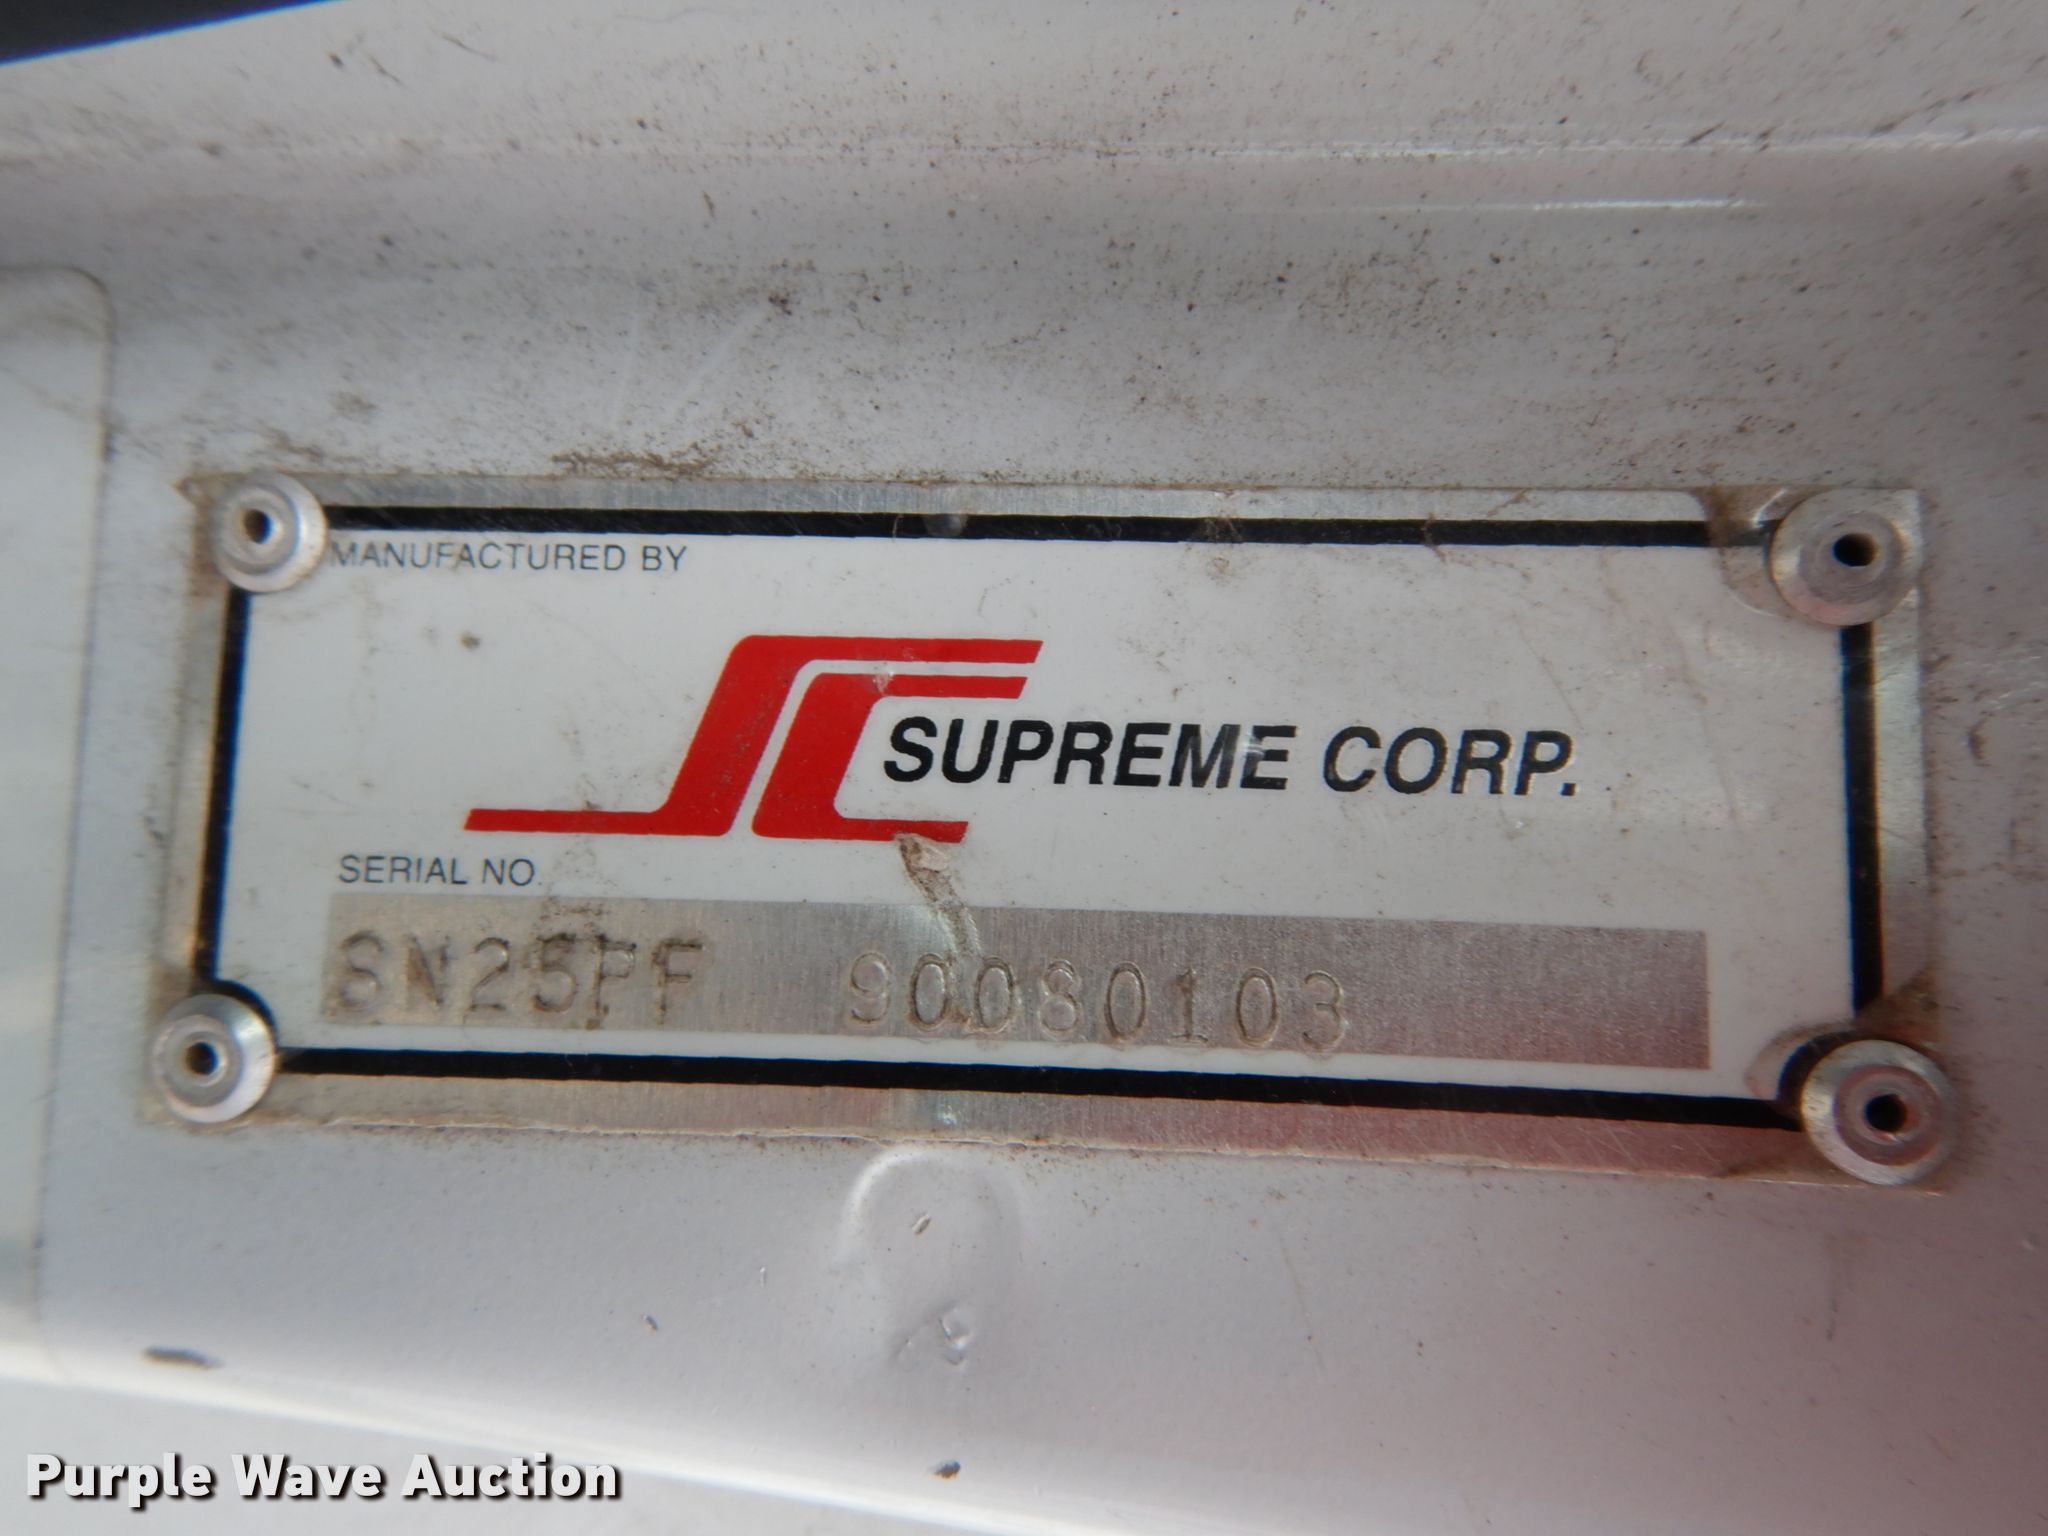 MANUFACTURED BY
SUPREME CORP.
SERIAL NO.
SN25PF 90080103
Purple Wave Auction